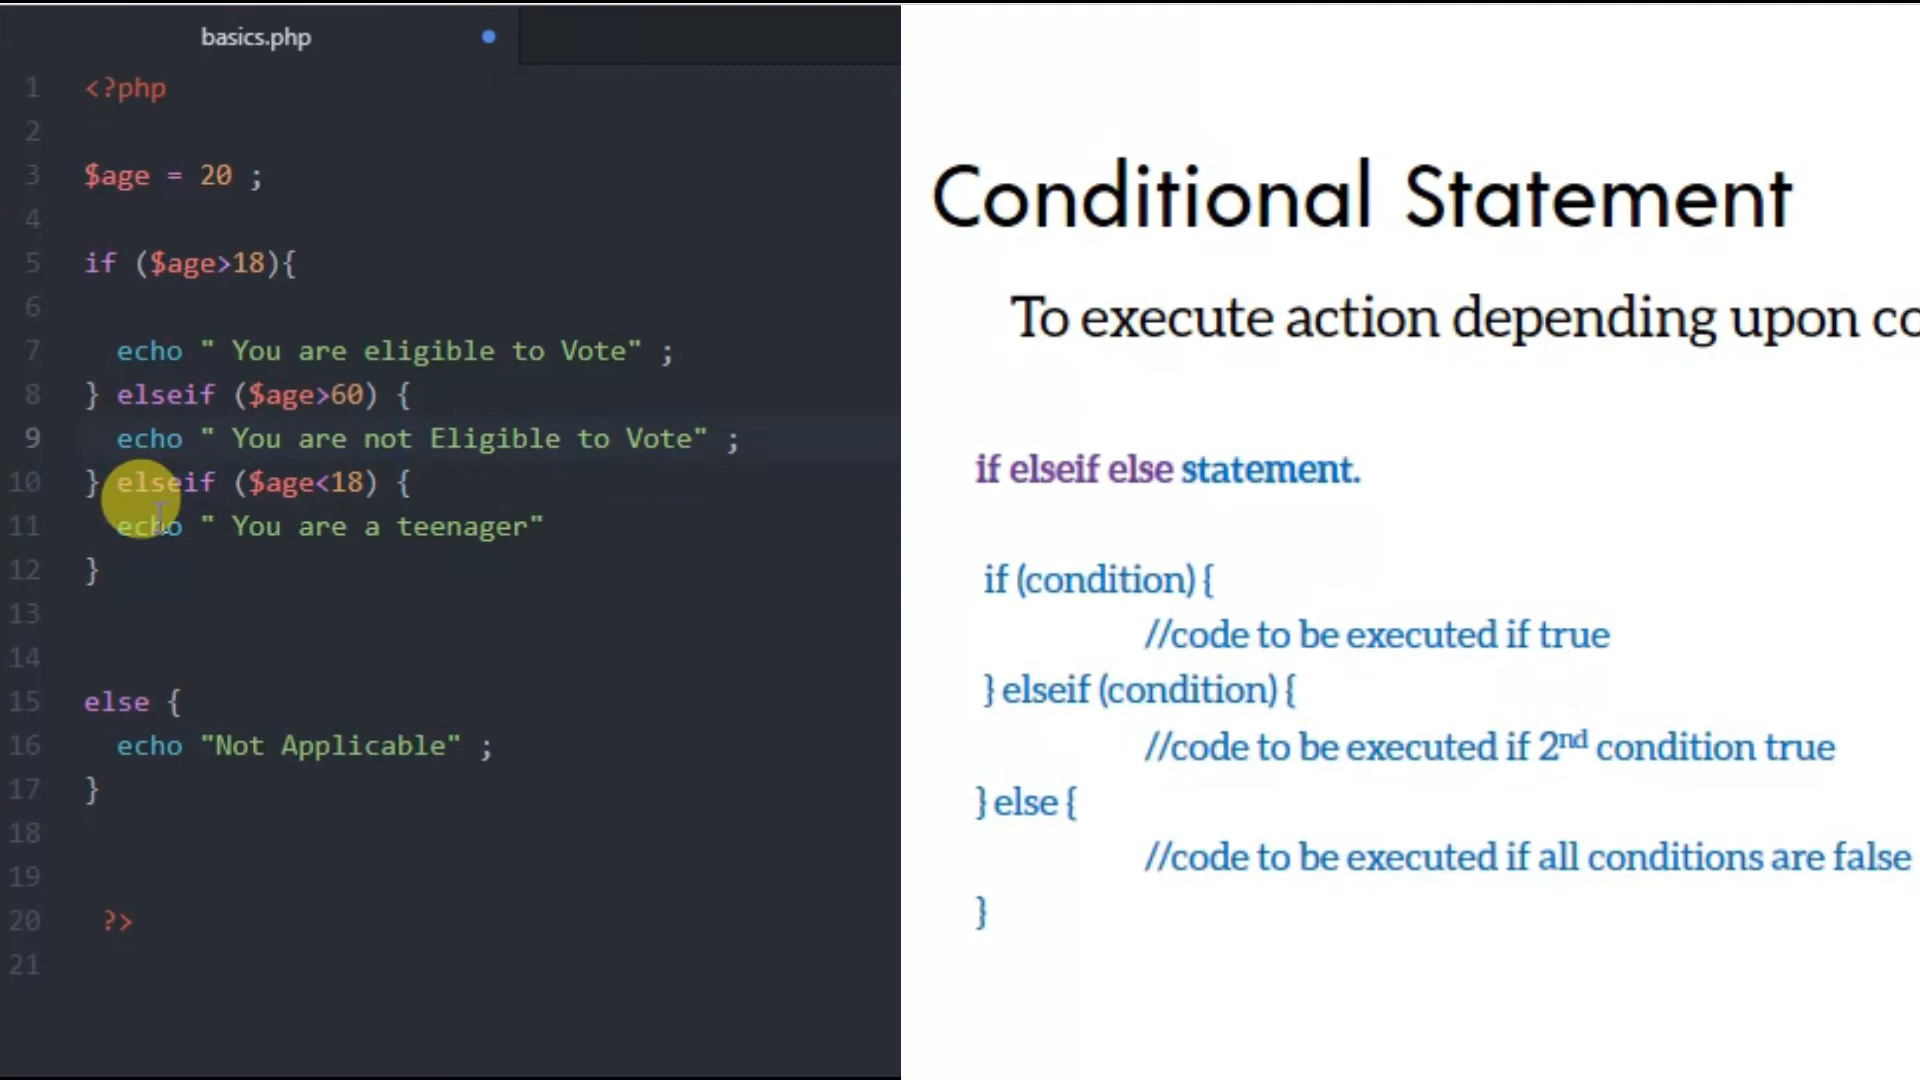 basics.php
1 <?php
2
3 $age = 20 ;
4
5 if ($age>18){
6
7 echo " You are eligible to Vote" ;
8 } elseif ($age>60) {
9 echo " You are not Eligible to Vote" ;
10 } elseif ($age<18) {
11 echo " You are a teenager"
12 }
13
14
15 else {
16 echo "Not Applicable" ;
17 }
18
19
20 ?>
21
Conditional Statement
To execute action depending upon co
if elseif else statement.
if (condition) {
//code to be executed if true
} elseif (condition) {
//code to be executed if 2nd condition true
} else {
//code to be executed if all conditions are false
}